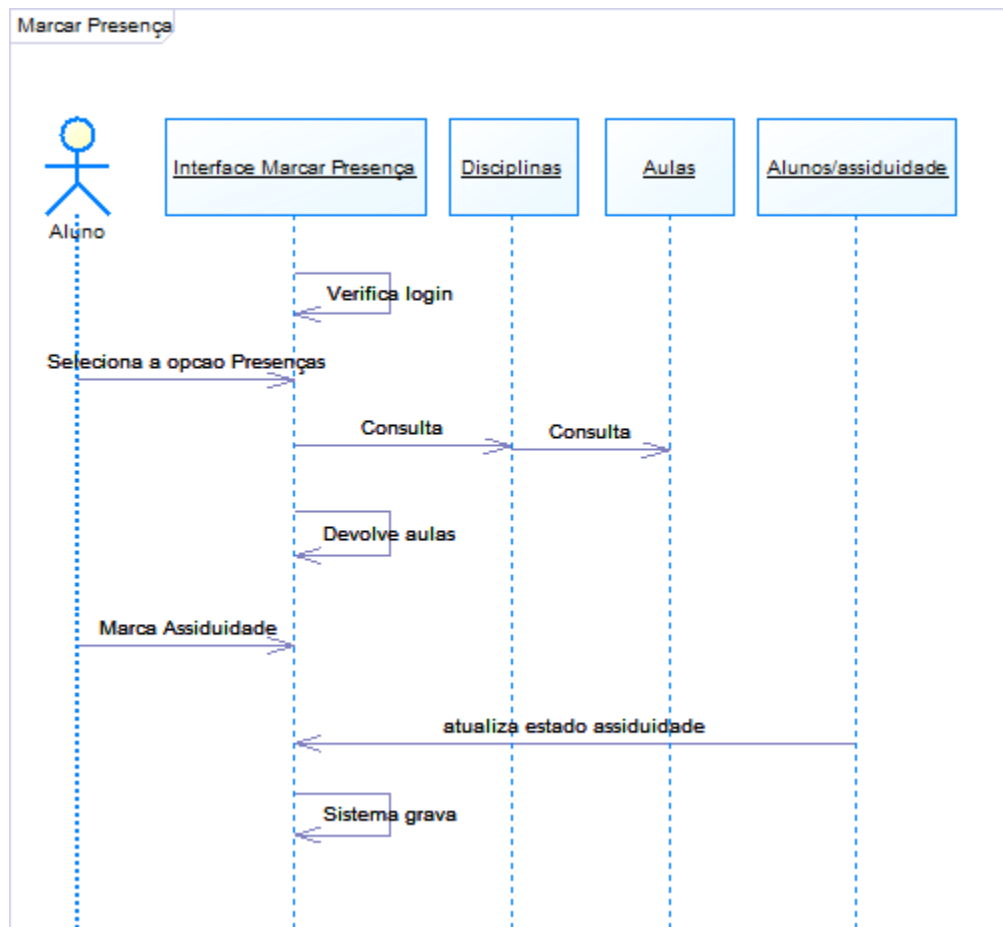 Marcar Presença
Interface Marcar Presença
Disciplinas
Aulas
Alunos/assiduidade
Aluno
Verifica login
Seleciona a opcao Presenças
Consulta
Consulta
Devolve aulas
Marca Assiduidade
atualiza estado assiduidade
Sistema grava